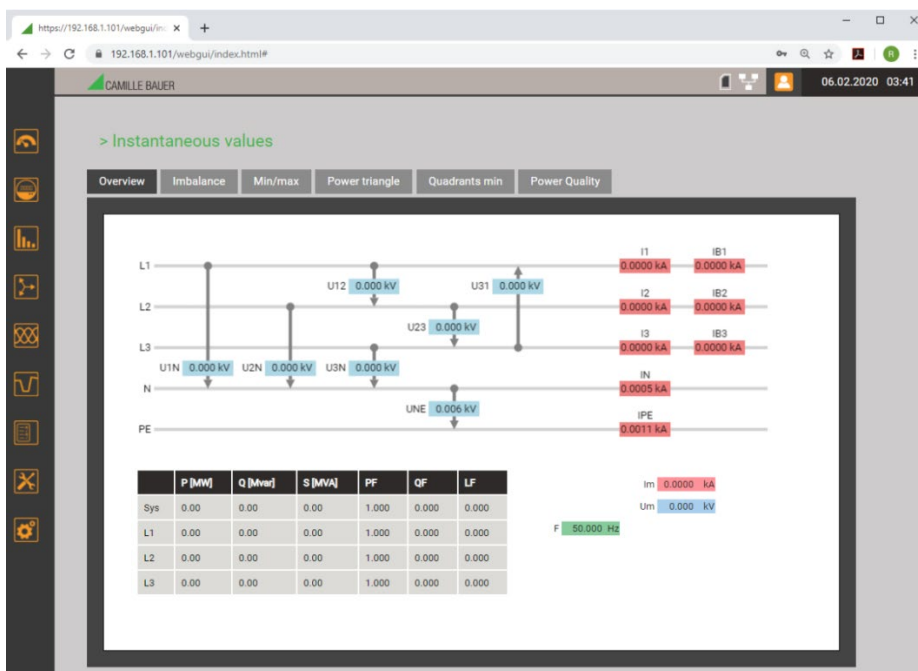 https://192.168.1.101/webgui/in
192.168.1.101/webgui/index.html#
R
CAMILLE BAUER
06.02.2020 03:41
> Instantaneous values
Overview Imbalance Min/max Power triangle Quadrants min Power Quality
I1 IB1
L1 0.0000 kA 0.0000 kA
U12 0.000 kV U31 0.000 kV
I2 IB2
L2 0.0000 kA 0.0000 kA
U23 0.000 kV
I3 IB3
L3 0.0000 kA 0.0000 kA
U1N 0.000 kV U2N 0.000 kV U3N 0.000 kV
IN
N 0.0005 kA
UNE 0.006 kV
IPE
PE 0.0011 kA
P [MW] Q [Mvar] S [MVA] PF QF LF
Sys 0.00 0.00 0.00 1.000 0.000 0.000
L1 0.00 0.00 0.00 1.000 0.000 0.000
L2 0.00 0.00 0.00 1.000 0.000 0.000
L3 0.00 0.00 0.00 1.000 0.000 0.000
Im 0.0000 kA
Um 0.000 kV
F 50.000 Hz